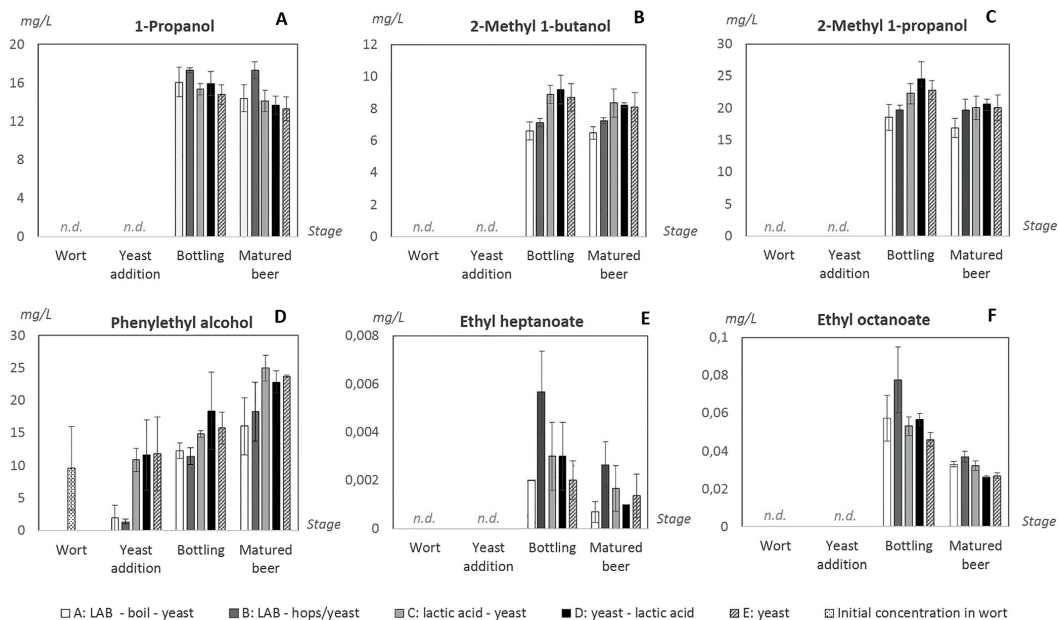 mg/L
1-Propanol
A
20
16
12
8
4
0
n.d.
n.d.
Stage
Wort
Yeast addition
Bottling
Matured beer
mg/L
2-Methyl 1-butanol
B
12
10
8
6
4
2
0
n.d.
n.d.
Stage
Wort
Yeast addition
Bottling
Matured beer
mg/L
2-Methyl 1-propanol
C
30
25
20
15
10
5
0
n.d.
n.d.
Stage
Wort
Yeast addition
Bottling
Matured beer
mg/L
Phenylethyl alcohol
D
30
25
20
15
10
5
0
Stage
Wort
Yeast addition
Bottling
Matured beer
mg/L
Ethyl heptanoate
E
0,008
0,006
0,004
0,002
0
n.d.
n.d.
Stage
Wort
Yeast addition
Bottling
Matured beer
mg/L
Ethyl octanoate
F
0,1
0,08
0,06
0,04
0,02
0
n.d.
n.d.
Stage
Wort
Yeast addition
Bottling
Matured beer
A: LAB - boil - yeast
B: LAB - hops/yeast
C: lactic acid - yeast
D: yeast - lactic acid
E: yeast
Initial concentration in wort